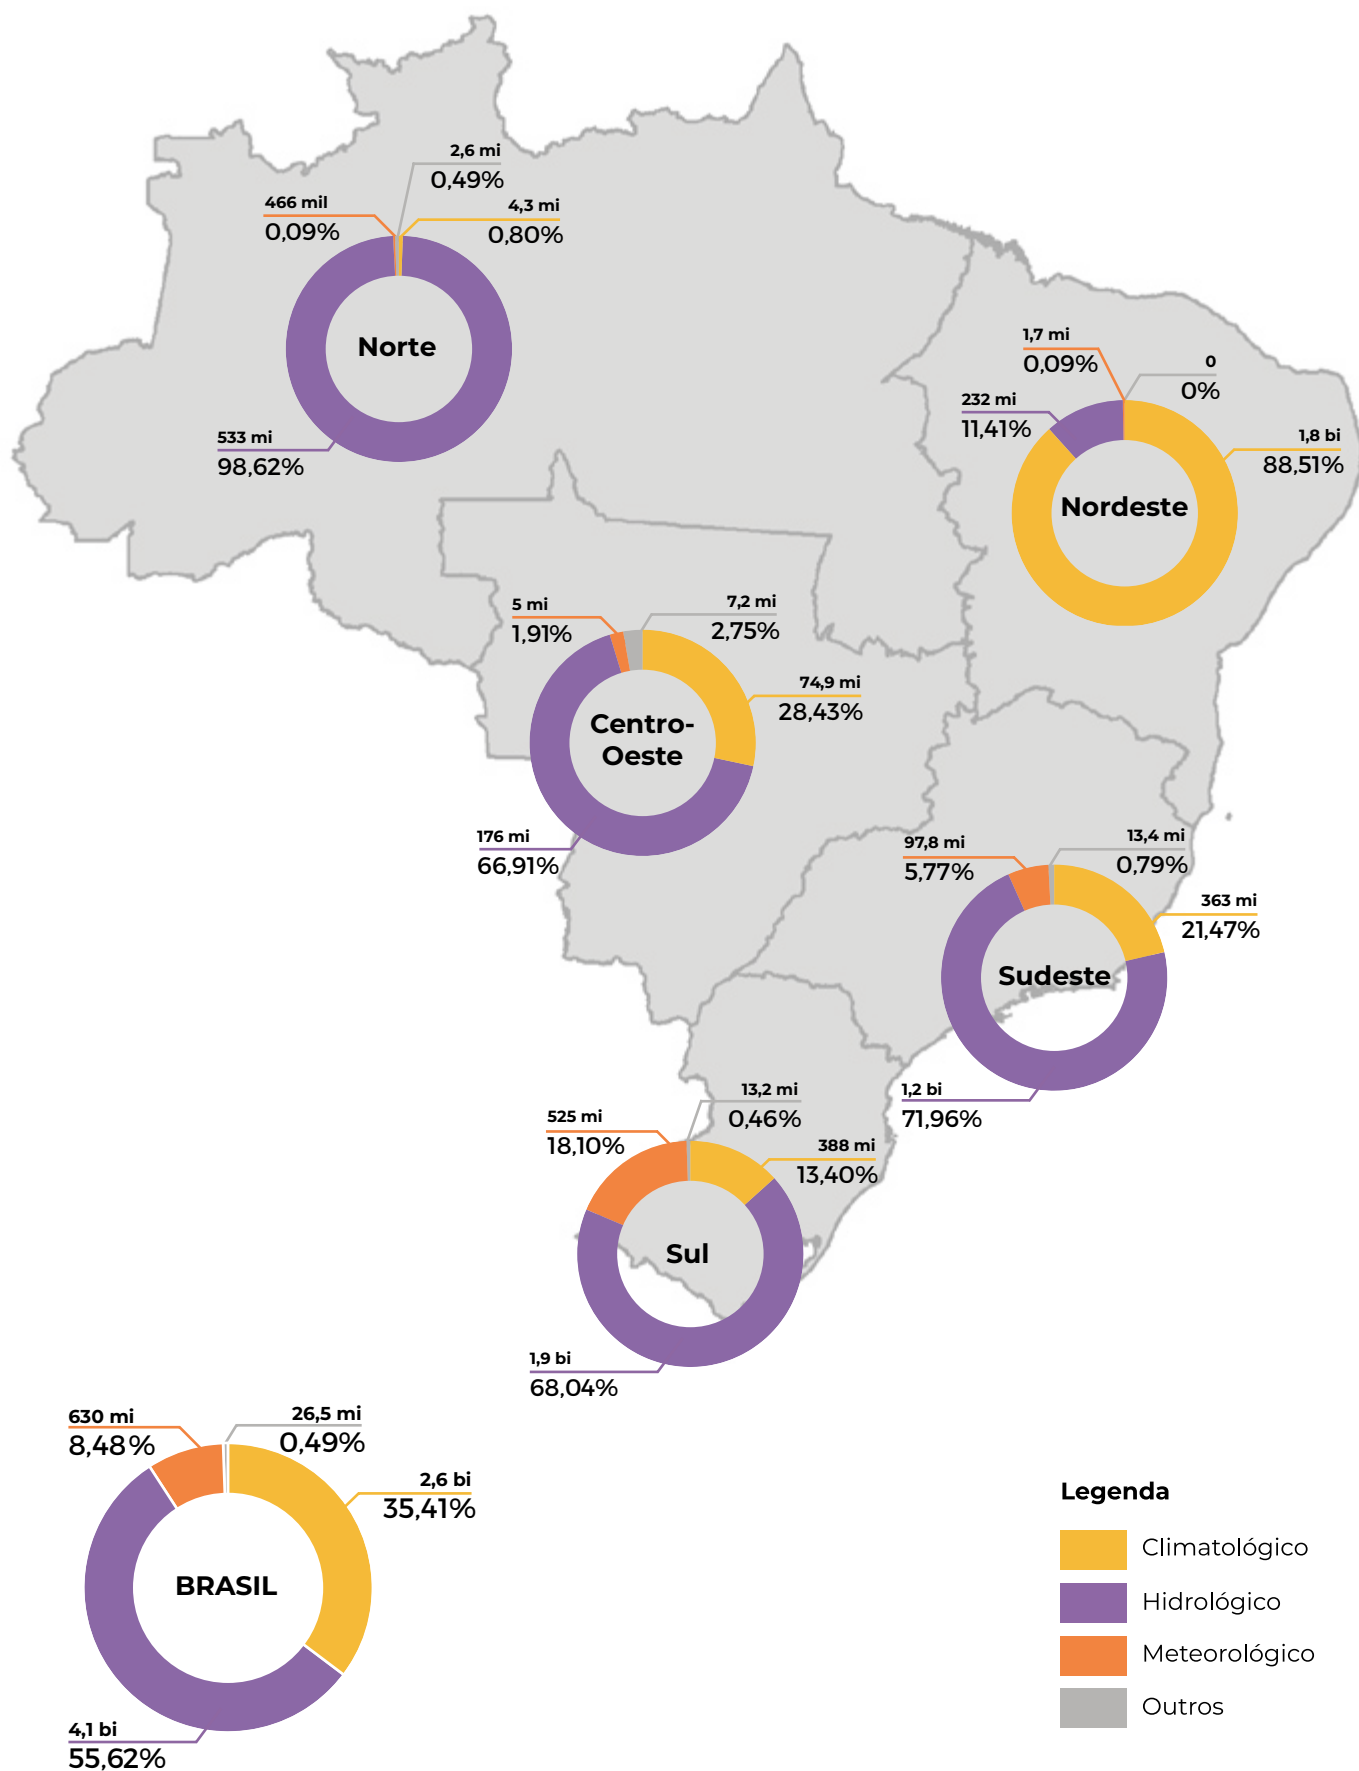 2,6 mi
0,49%
466 mil
0,09%
4,3 mi
0,80%
Norte
533 mi
98,62%
1,7 mi
0,09%
0
0%
232 mi
11,41%
1,8 bi
88,51%
Nordeste
5 mi
1,91%
7,2 mi
2,75%
74,9 mi
28,43%
Centro-
Oeste
176 mi
66,91%
97,8 mi
5,77%
13,4 mi
0,79%
363 mi
21,47%
Sudeste
1,2 bi
71,96%
525 mi
18,10%
13,2 mi
0,46%
388 mi
13,40%
Sul
1,9 bi
68,04%
630 mi
8,48%
26,5 mi
0,49%
2,6 bi
35,41%
BRASIL
4,1 bi
55,62%
Legenda
Climatológico
Hidrológico
Meteorológico
Outros